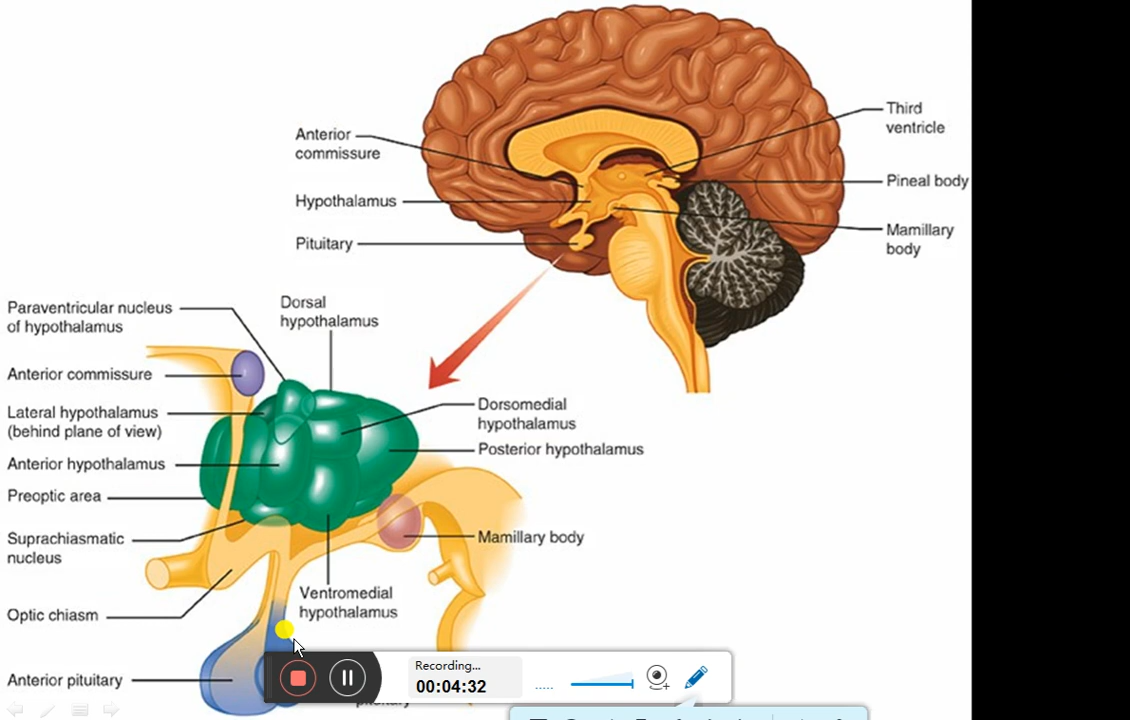 Third
ventricle
Anterior
commissure
Pineal body
Hypothalamus
Mamillary
body
Pituitary
Paraventricular nucleus
of hypothalamus
Dorsal
hypothalamus
Anterior commissure
Lateral hypothalamus
(behind plane of view)
Dorsomedial
hypothalamus
Posterior hypothalamus
Anterior hypothalamus
Preoptic area
Suprachiasmatic
nucleus
Mamillary body
Ventromedial
hypothalamus
Optic chiasm
Anterior pituitary
Recording...
00:04:32